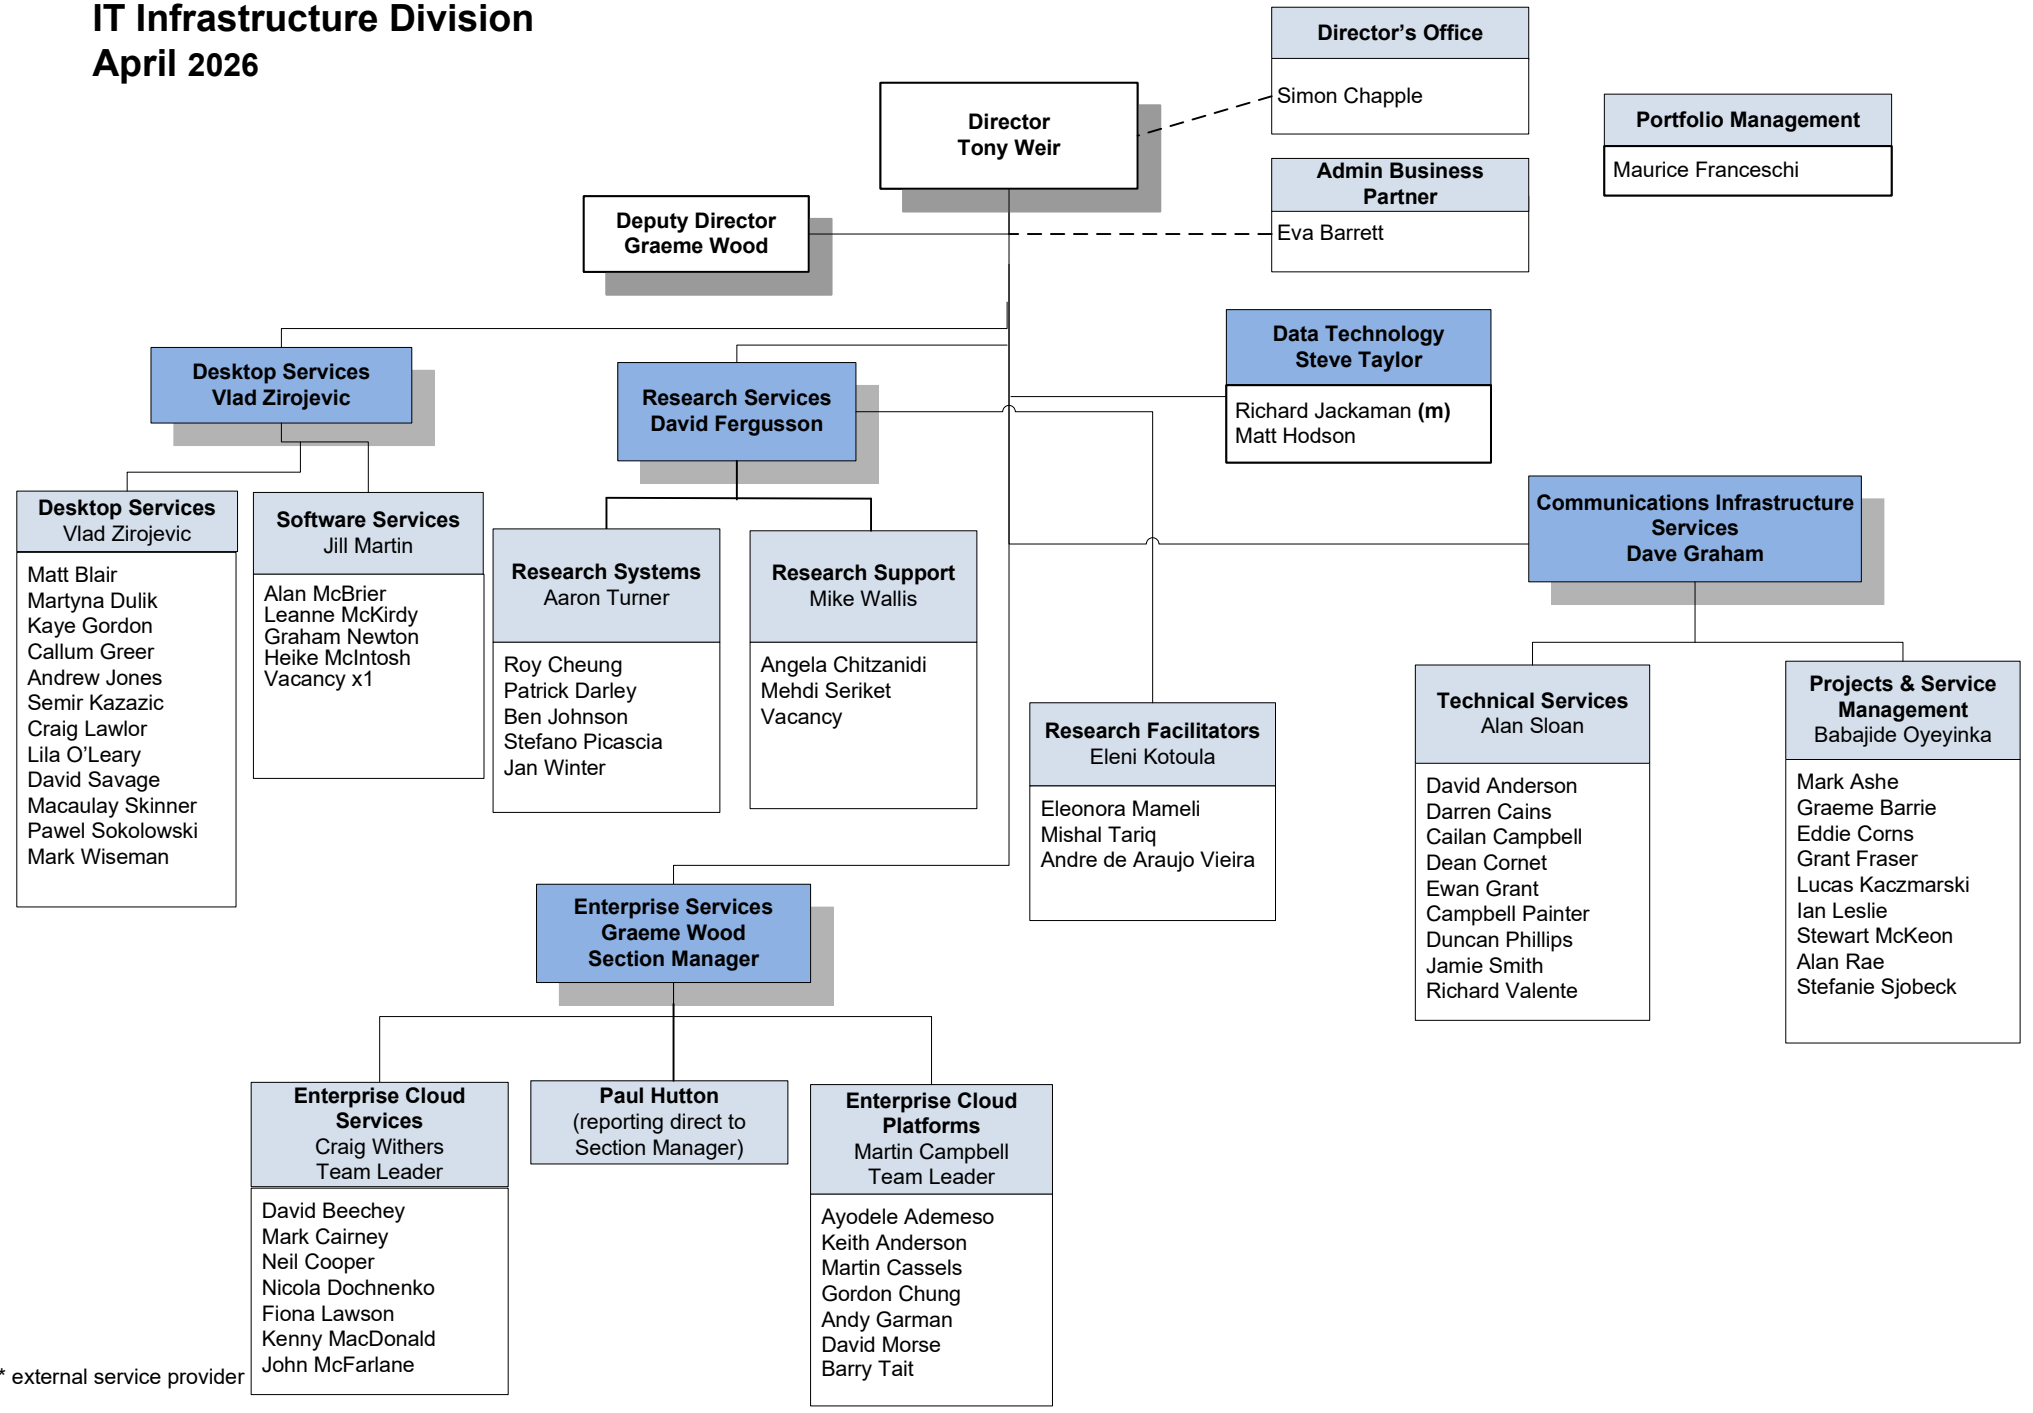 IT Infrastructure Division
April 2026
Director's Office
Simon Chapple
Director
Tony Weir
Portfolio Management
Maurice Franceschi
Admin Business
Partner
Eva Barrett
Deputy Director
Graeme Wood
Data Technology
Steve Taylor
Richard Jackaman (m)
Matt Hodson
Desktop Services
Vlad Zirojevic
Research Services
David Fergusson
Communications Infrastructure
Services
Dave Graham
Desktop Services
Vlad Zirojevic
Matt Blair
Martyna Dulik
Kaye Gordon
Callum Greer
Andrew Jones
Semir Kazazic
Craig Lawlor
Lila O'Leary
David Savage
Macaulay Skinner
Pawel Sokolowski
Mark Wiseman
Software Services
Jill Martin
Alan McBrier
Leanne McKirdy
Graham Newton
Heike McIntosh
Vacancy x1
Research Systems
Aaron Turner
Roy Cheung
Patrick Darley
Ben Johnson
Stefano Picascia
Jan Winter
Research Support
Mike Wallis
Angela Chitzanidi
Mehdi Seriket
Vacancy
Research Facilitators
Eleni Kotoula
Eleonora Mameli
Mishal Tariq
Andre de Araujo Vieira
Technical Services
Alan Sloan
David Anderson
Darren Cains
Cailan Campbell
Dean Cornet
Ewan Grant
Campbell Painter
Duncan Phillips
Jamie Smith
Richard Valente
Projects & Service
Management
Babajide Oyeyinka
Mark Ashe
Graeme Barrie
Eddie Corns
Grant Fraser
Lucas Kaczmarski
Ian Leslie
Stewart McKeon
Alan Rae
Stefanie Sjobeck
Enterprise Services
Graeme Wood
Section Manager
Enterprise Cloud
Services
Craig Withers
Team Leader
David Beechey
Mark Cairney
Neil Cooper
Nicola Dochnenko
Fiona Lawson
Kenny MacDonald
John McFarlane
Paul Hutton
(reporting direct to
Section Manager)
Enterprise Cloud
Platforms
Martin Campbell
Team Leader
Ayodele Ademeso
Keith Anderson
Martin Cassels
Gordon Chung
Andy Garman
David Morse
Barry Tait
* external service provider